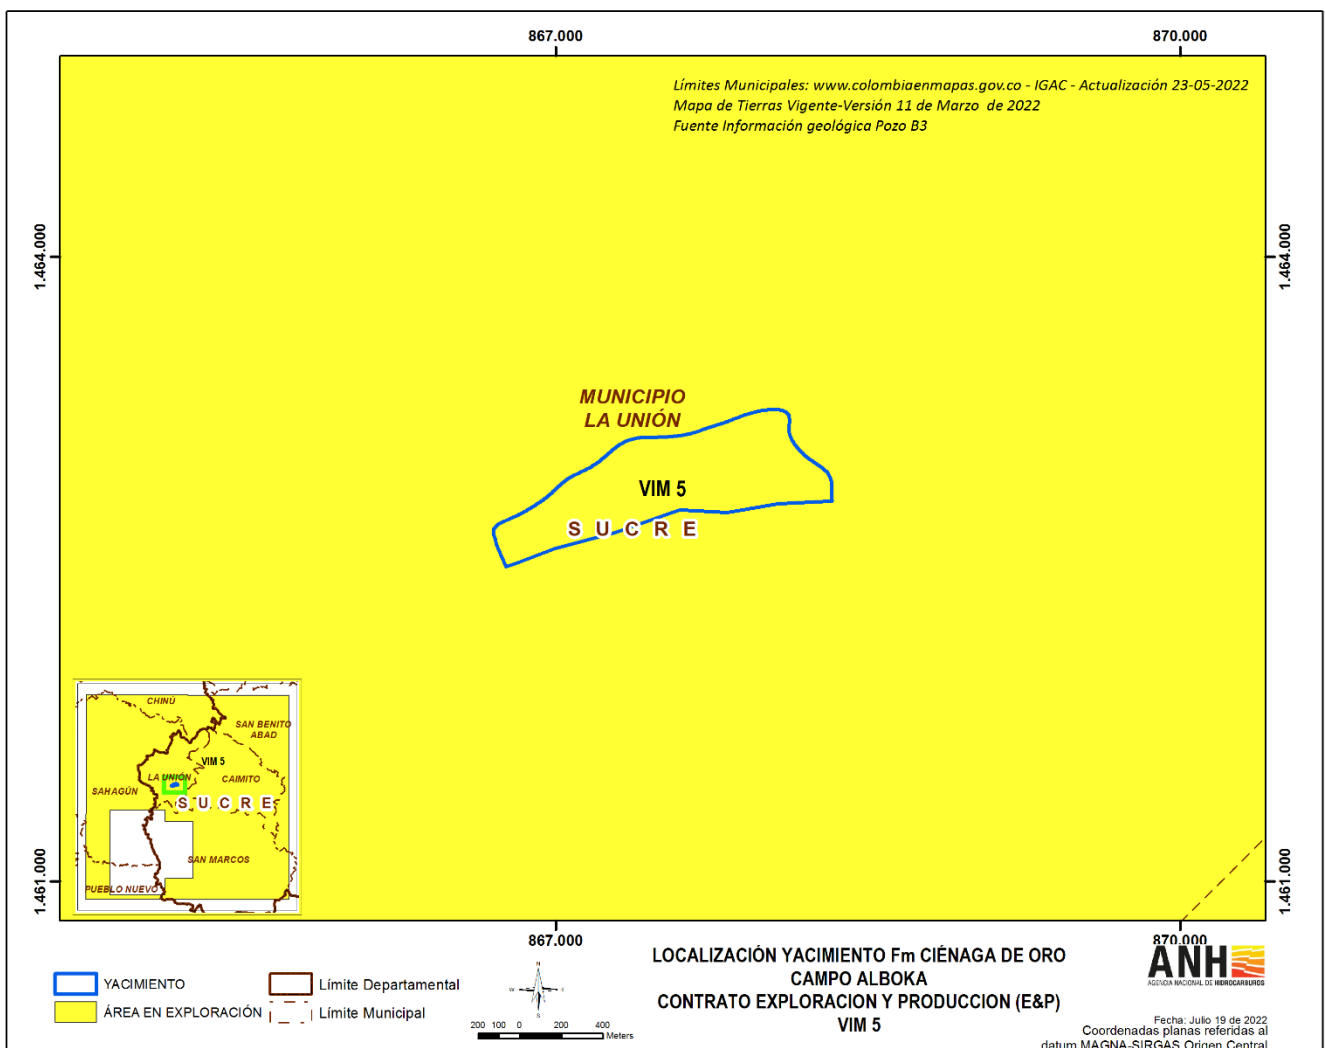 867.000
870.000
Límites Municipales: www.colombiaenmapas.gov.co - IGAC - Actualización 23-05-2022
Mapa de Tierras Vigente-Versión 11 de Marzo de 2022
Fuente Información geológica Pozo B3
1.464.000
1.464.000
MUNICIPIO
LA UNIÓN
VIM 5
SUCRE
CHINÚ
SAN BENITO
ABAD
VIM 5
LA UNIÓN
CAIMITO
SAHAGÚN
SUCRE
SAN MARCOS
PUEBLO NUEVO
1.461.000
1.461.000
867.000
870.000
YACIMIENTO
ÁREA EN EXPLORACIÓN
Límite Departamental
Límite Municipal
N
W
E
S
200 100 0 200 400
Meters
LOCALIZACIÓN YACIMIENTO Fm CIÉNAGA DE ORO
CAMPO ALBOKA
CONTRATO EXPLORACION Y PRODUCCION (E&P)
VIM 5
ANH
AGENCIA NACIONAL DE HIDROCARBUROS
Fecha: Julio 19 de 2022
Coordenadas planas referidas al
datum MAGNA-SIRGAS Origen Central